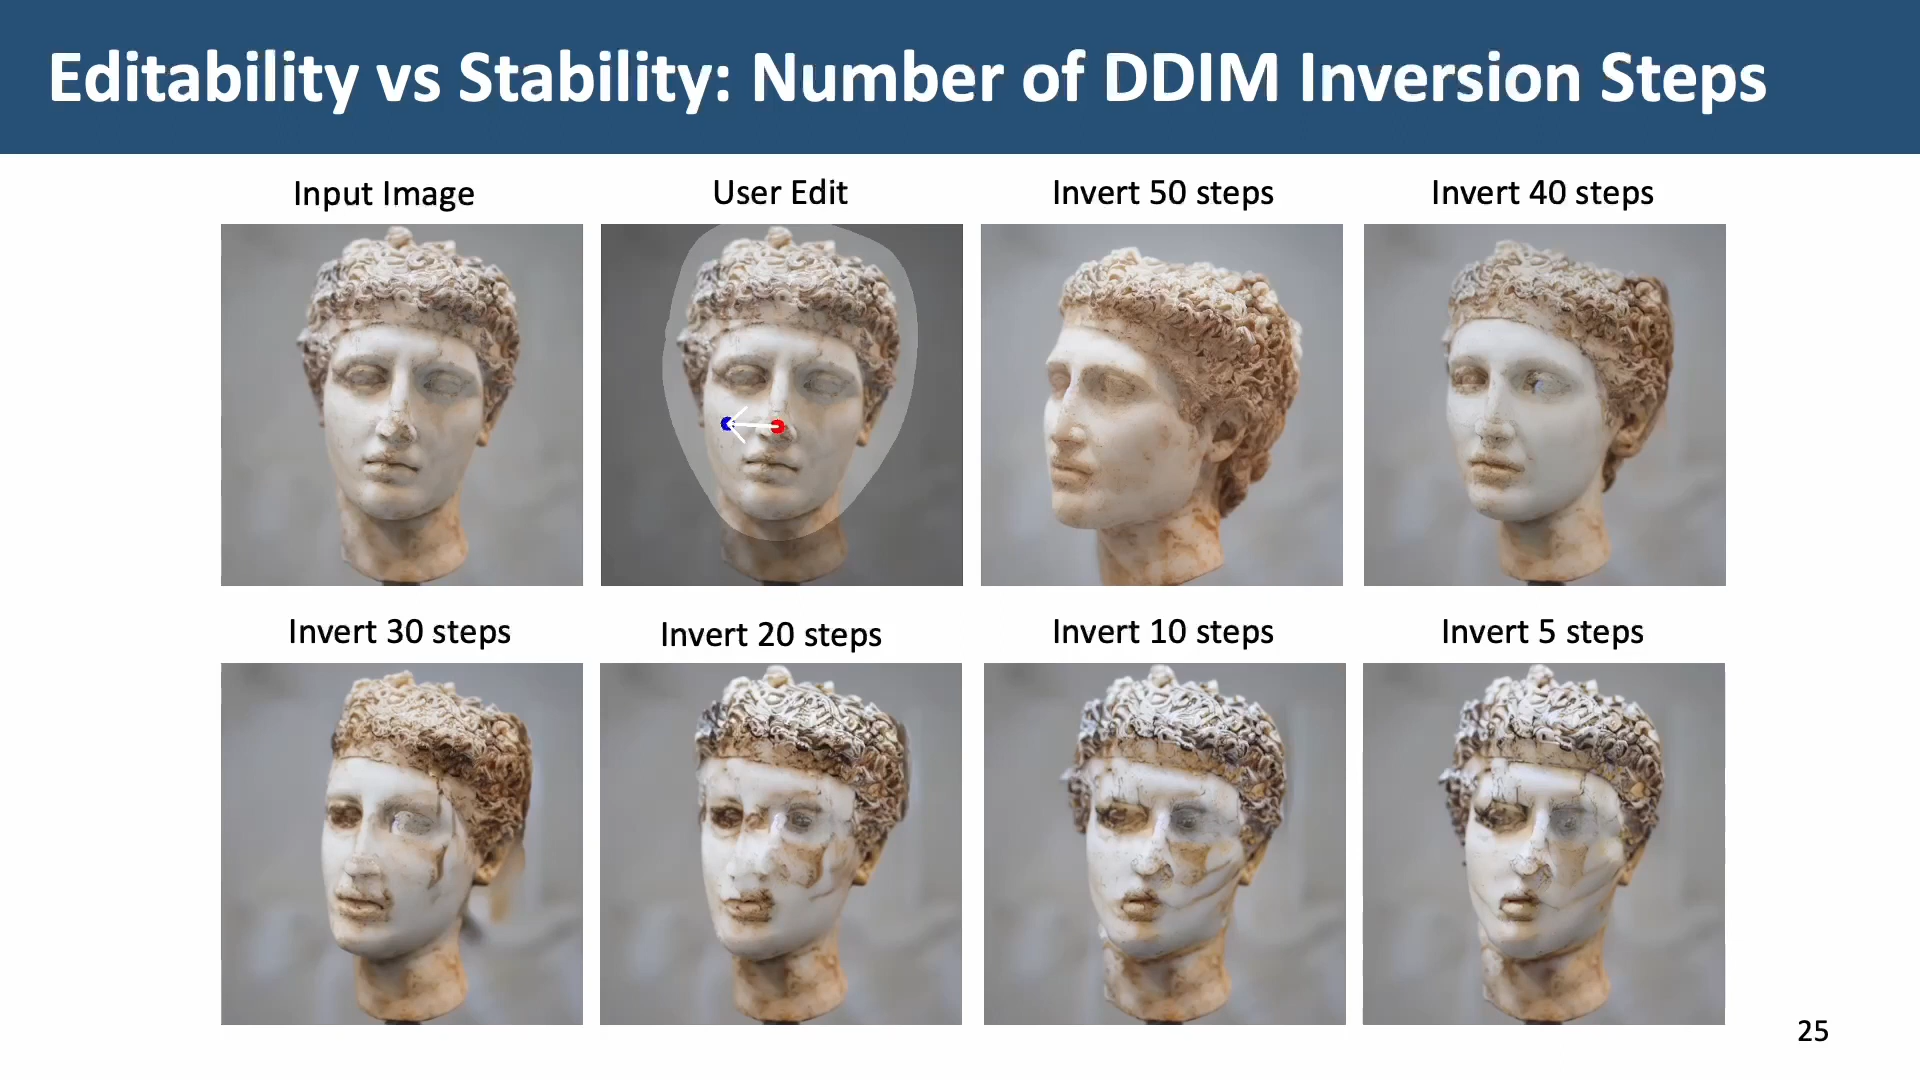 Editability vs Stability: Number of DDIM Inversion Steps
Input Image
User Edit
Invert 50 steps
Invert 40 steps
Invert 30 steps
Invert 20 steps
Invert 10 steps
Invert 5 steps
25